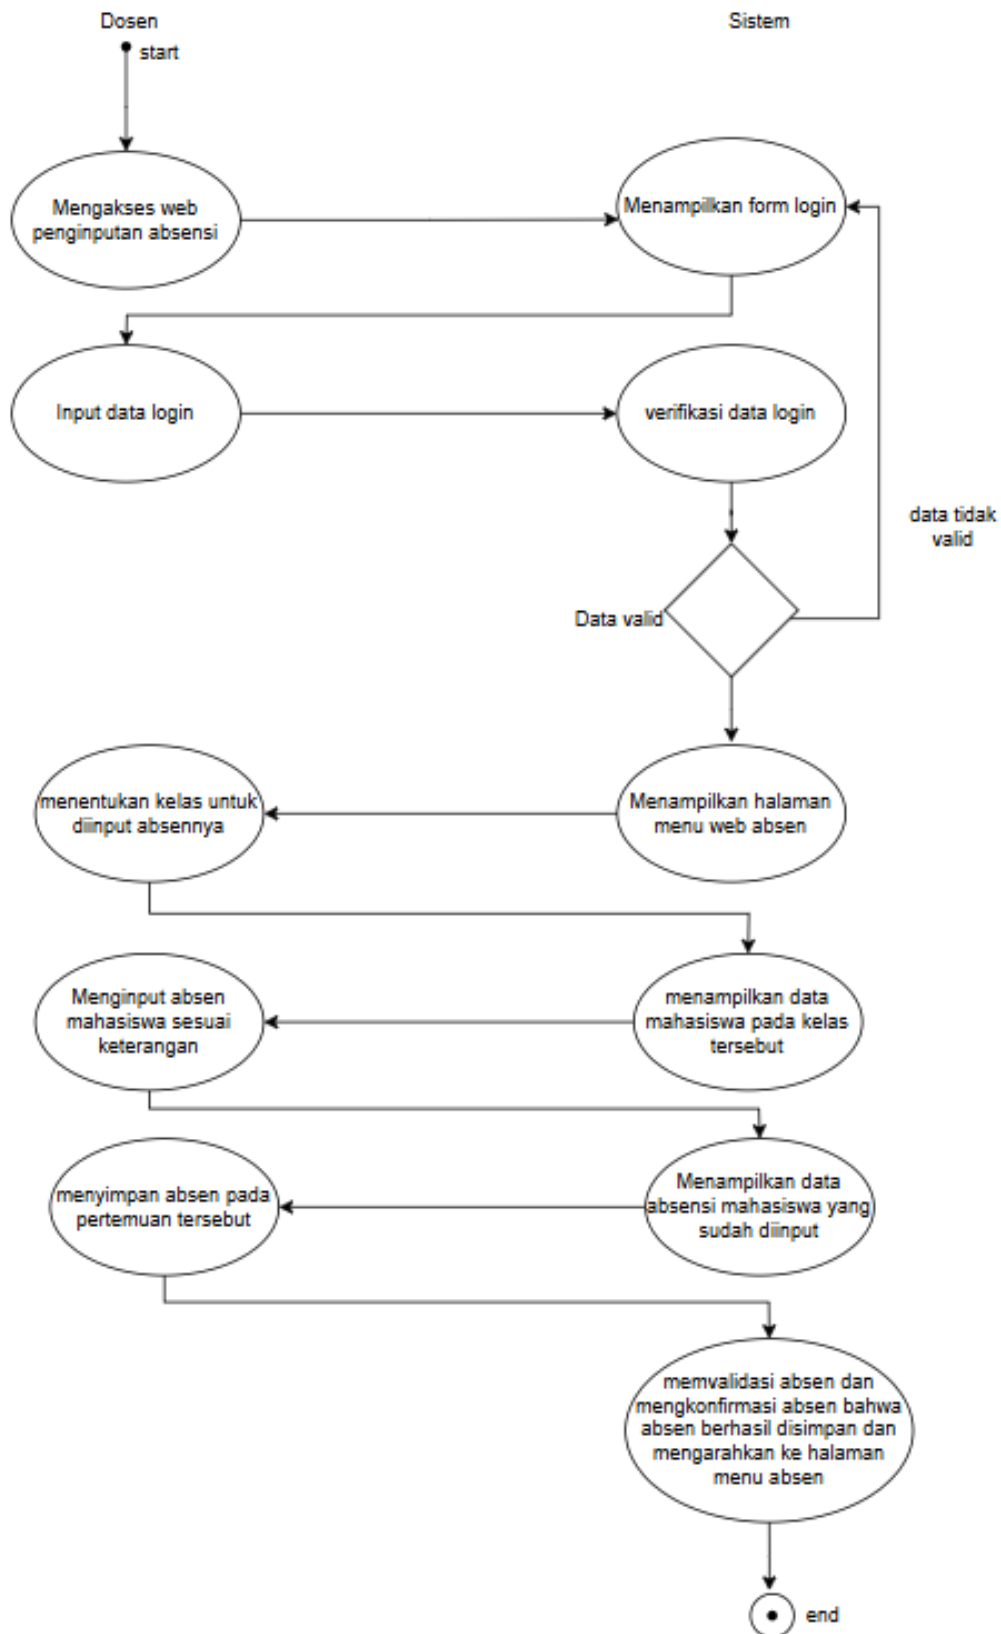 Dosen
Sistem
start
Mengakses web
penginputan absensi
Menampilkan form login
Input data login
verifikasi data login
data tidak
valid
Data valid
menentukan kelas untuk
diinput absennya
Menampilkan halaman
menu web absen
Menginput absen
mahasiswa sesuai
keterangan
menampilkan data
mahasiswa pada kelas
tersebut
menyimpan absen pada
pertemuan tersebut
Menampilkan data
absensi mahasiswa yang
sudah diinput
memvalidasi absen dan
mengkonfirmasi absen bahwa
absen berhasil disimpan dan
mengarahkan ke halaman
menu absen
end